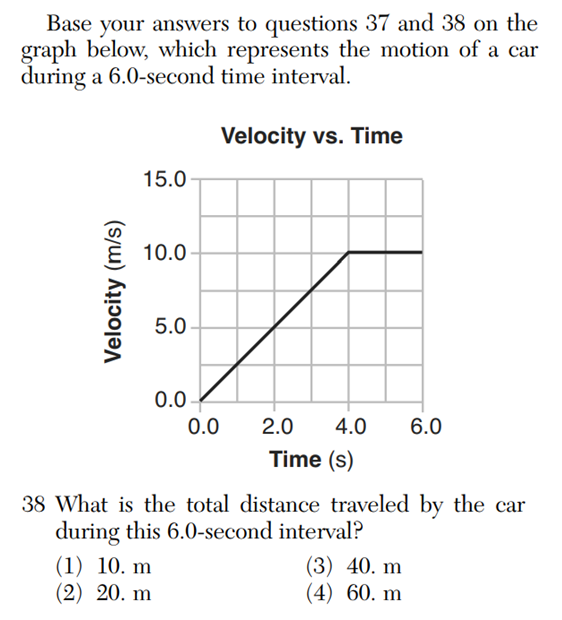 Base your answers to questions 37 and 38 on the
graph below, which represents the motion of a car
during a 6.0-second time interval.
Velocity vs. Time
15.0
10.0
5.0
0.0
Velocity (m/s)
0.0 2.0 4.0 6.0
Time (s)
38 What is the total distance traveled by the car
during this 6.0-second interval?
(1) 10. m (3) 40. m
(2) 20. m (4) 60. m